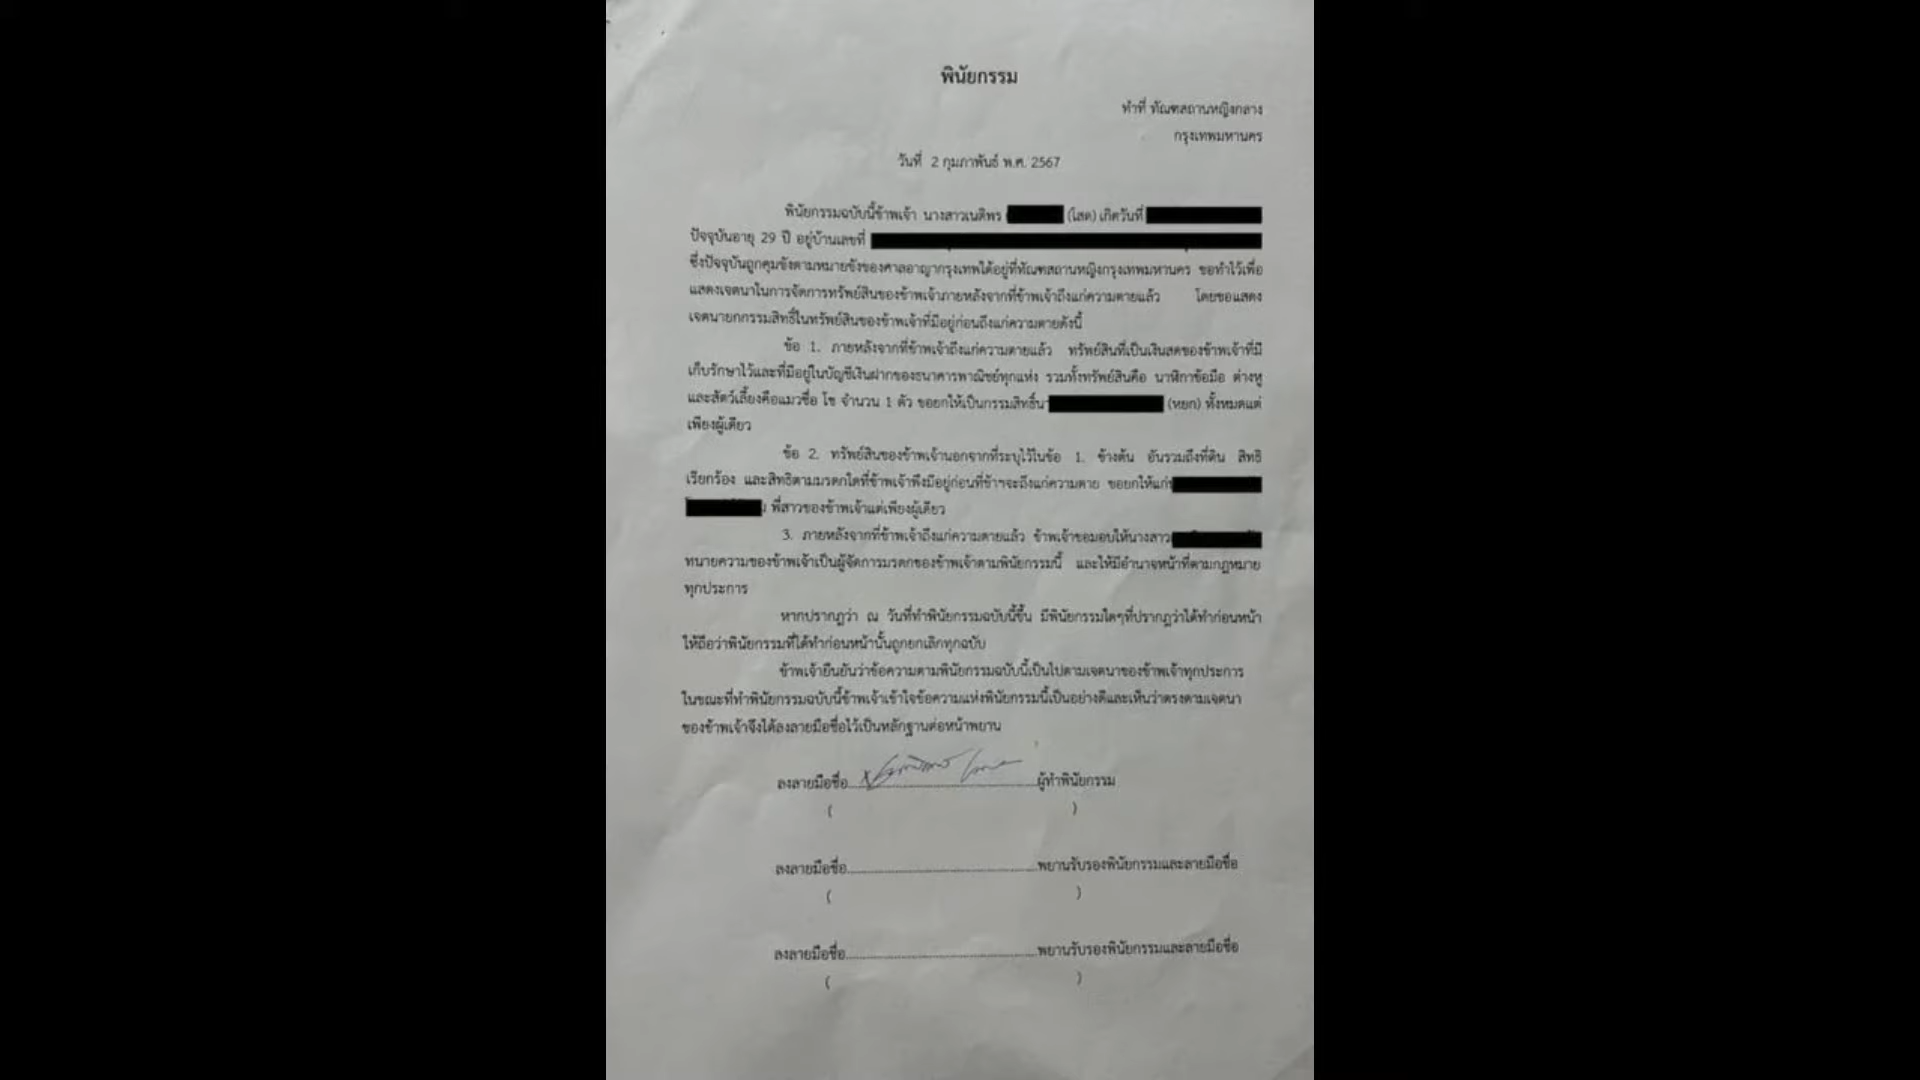 พินัยกรรม
ทำที่ ทัณฑสถานหญิงกลาง
กรุงเทพมหานคร
วันที่ 2 กุมภาพันธ์ พ.ศ. 2567
พินัยกรรมฉบับนี้ข้าพเจ้า นางสาวเนติพร (โสด) เกิดวันที่
ปัจจุบันอายุ 29 ปี อยู่บ้านเลขที่
ซึ่งปัจจุบันถูกคุมขังตามหมายขังของศาลอาญากรุงเทพใต้อยู่ที่ทัณฑสถานหญิงกรุงเทพมหานคร ขอทำไว้เพื่อ
แสดงเจตนาในการจัดการทรัพย์สินของข้าพเจ้าภายหลังจากที่ข้าพเจ้าถึงแก่ความตายแล้ว โดยขอแสดง
เจตนายกกรรมสิทธิ์ในทรัพย์สินของข้าพเจ้าที่มีอยู่ก่อนถึงแก่ความตายดังนี้
ข้อ 1. ภายหลังจากที่ข้าพเจ้าถึงแก่ความตายแล้ว ทรัพย์สินที่เป็นเงินสดของข้าพเจ้าที่มี
เก็บรักษาไว้และที่มีอยู่ในบัญชีเงินฝากของธนาคารพาณิชย์ทุกแห่ง รวมทั้งทรัพย์สินคือ นาฬิกาข้อมือ ต่างหู
และสัตว์เลี้ยงคือแมวชื่อ โช จำนวน 1 ตัว ขอยกให้เป็นกรรมสิทธิ์ (หยก) ทั้งหมดแต่
เพียงผู้เดียว
ข้อ 2. ทรัพย์สินของข้าพเจ้านอกจากที่ระบุไว้ในข้อ 1. ข้างต้น อันรวมถึงที่ดิน สิทธิ
เรียกร้อง และสิทธิตามมรดกใดที่ข้าพเจ้าพึงมีอยู่ก่อนที่ข้าฯจะถึงแก่ความตาย ขอยกให้แก่
พี่สาวของข้าพเจ้าแต่เพียงผู้เดียว
3. ภายหลังจากที่ข้าพเจ้าถึงแก่ความตายแล้ว ข้าพเจ้าขอมอบให้นางสาว
ทนายความของข้าพเจ้าเป็นผู้จัดการมรดกของข้าพเจ้าตามพินัยกรรมนี้ และให้มีอำนาจหน้าที่ตามกฎหมาย
ทุกประการ
หากปรากฏว่า ณ วันที่ทำพินัยกรรมฉบับนี้ขึ้น มีพินัยกรรมใดๆที่ปรากฏว่าได้ทำก่อนหน้า
ให้ถือว่าพินัยกรรมที่ได้ทำก่อนหน้านั้นถูกยกเลิกทุกฉบับ
ข้าพเจ้ายืนยันว่าข้อความตามพินัยกรรมฉบับนี้เป็นไปตามเจตนาของข้าพเจ้าทุกประการ
ในขณะที่ทำพินัยกรรมฉบับนี้ข้าพเจ้าเข้าใจข้อความแห่งพินัยกรรมนี้เป็นอย่างดีและเห็นว่าตรงตามเจตนา
ของข้าพเจ้าจึงได้ลงลายมือชื่อไว้เป็นหลักฐานต่อหน้าพยาน
ลงลายมือชื่อ ผู้ทำพินัยกรรม
( )
ลงลายมือชื่อ พยานรับรองพินัยกรรมและลายมือชื่อ
( )
ลงลายมือชื่อ พยานรับรองพินัยกรรมและลายมือชื่อ
( )